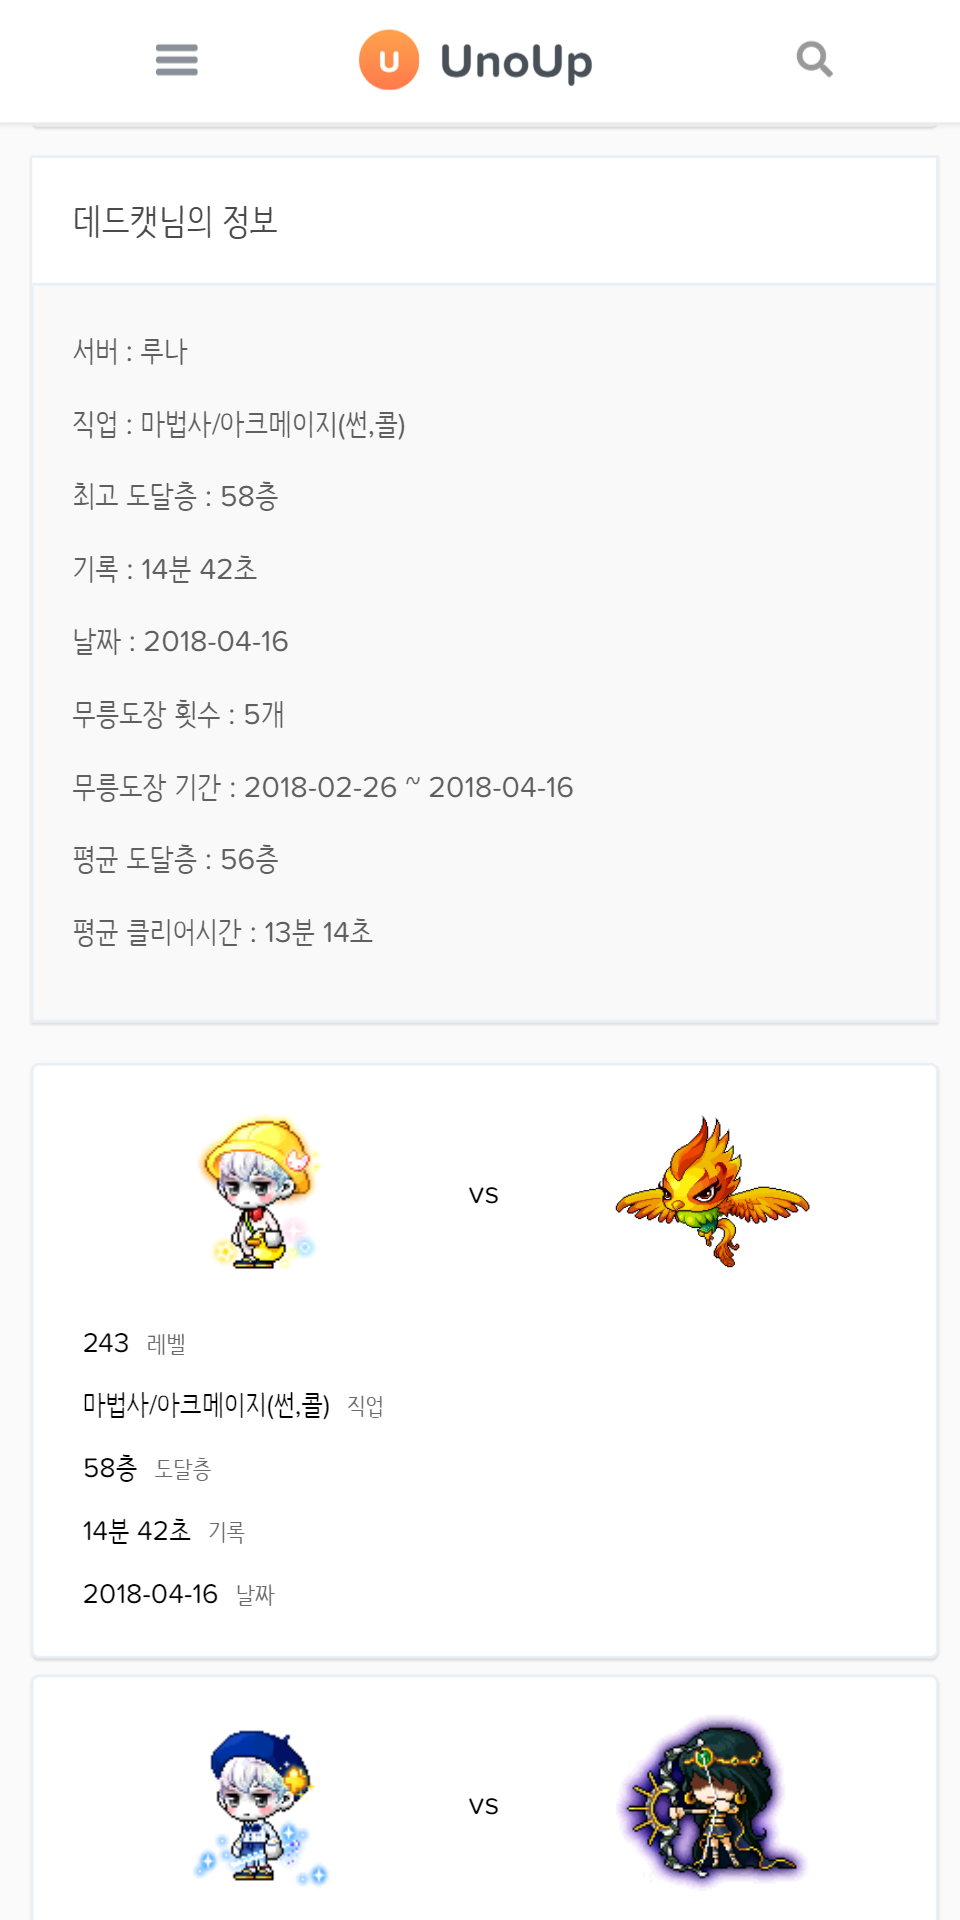 U UnoUp
데드캣님의 정보
서버 : 루나
직업 : 마법사/아크메이지(썬,콜)
최고 도달층 : 58층
기록 : 14분 42초
날짜 : 2018-04-16
무릉도장 횟수 : 5개
무릉도장 기간 : 2018-02-26 ~ 2018-04-16
평균 도달층 : 56층
평균 클리어시간 : 13분 14초
vs
243 레벨
마법사/아크메이지(썬,콜) 직업
58층 도달층
14분 42초 기록
2018-04-16 날짜
vs